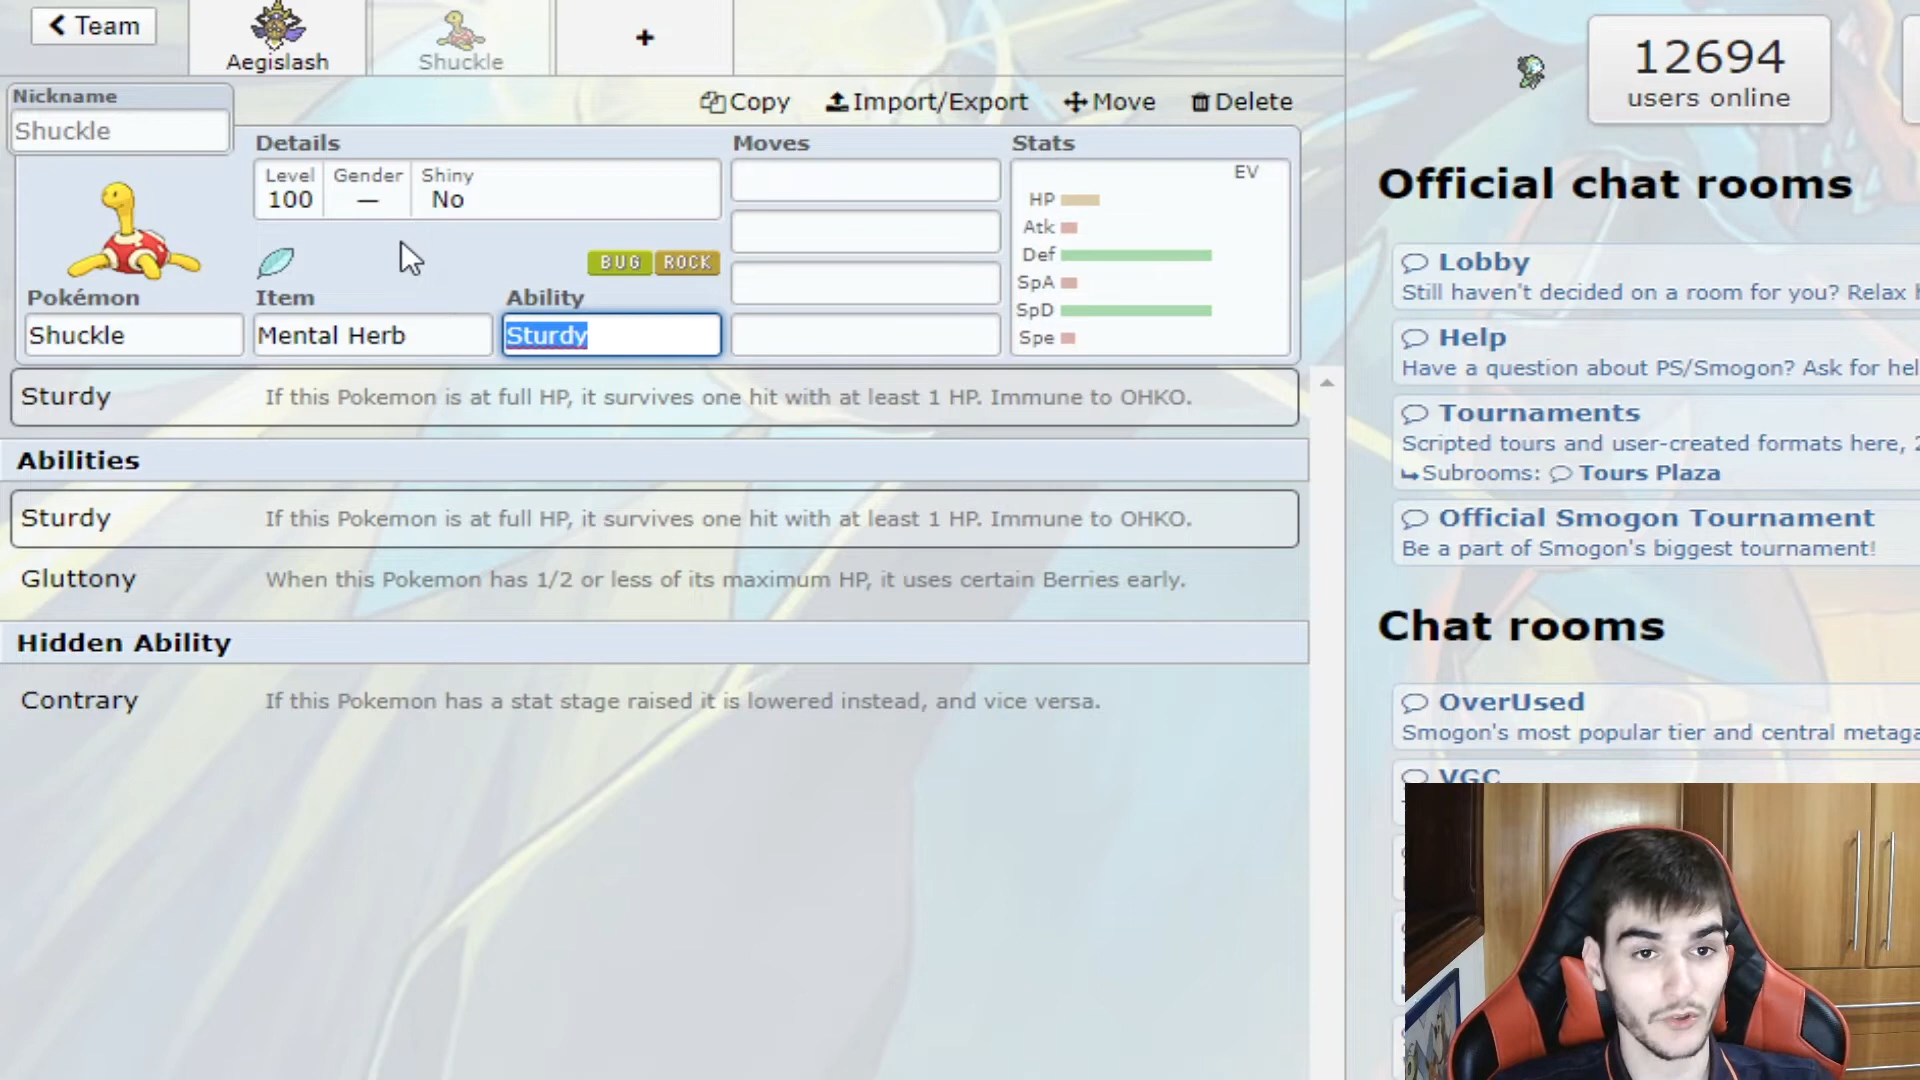 Team
Aegislash
Shuckle
+
Nickname
Shuckle
Copy
Import/Export
Move
Delete
Details
Moves
Stats
Level
Gender
Shiny
100
—
No
EV
HP
Atk
Def
SpA
SpD
Spe
BUG
ROCK
Pokémon
Item
Ability
Shuckle
Mental Herb
Sturdy
Sturdy
If this Pokemon is at full HP, it survives one hit with at least 1 HP. Immune to OHKO.
Abilities
Sturdy
If this Pokemon is at full HP, it survives one hit with at least 1 HP. Immune to OHKO.
Gluttony
When this Pokemon has 1/2 or less of its maximum HP, it uses certain Berries early.
Hidden Ability
Contrary
If this Pokemon has a stat stage raised it is lowered instead, and vice versa.
12694
users online
Official chat rooms
Lobby
Still haven't decided on a room for you? Relax
Help
Have a question about PS/Smogon? Ask for
Tournaments
Scripted tours and user-created formats here,
Subrooms: Tours Plaza
Official Smogon Tournament
Be a part of Smogon's biggest tournament!
Chat rooms
OverUsed
Smogon's most popular tier and central
VGC